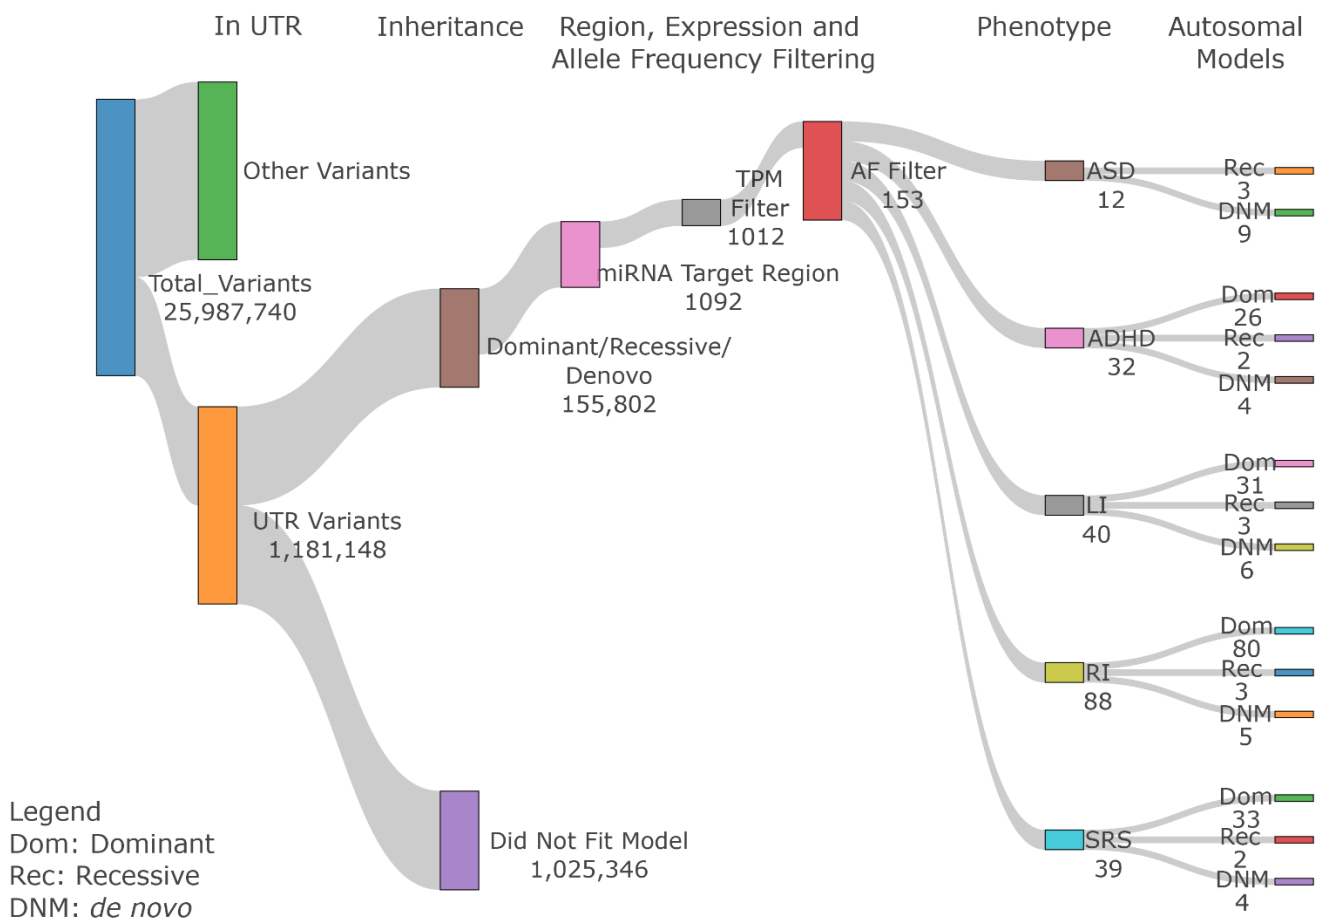 In UTR
Inheritance
Region, Expression and
Allele Frequency Filtering
Phenotype
Autosomal
Models
Other Variants
Total_Variants
25,987,740
UTR Variants
1,181,148
Dominant/Recessive/
Denovo
155,802
Did Not Fit Model
1,025,346
miRNA Target Region
1092
TPM
Filter
1012
AF Filter
153
ASD
12
Rec
3
DNM
9
ADHD
32
Dom
26
Rec
2
DNM
4
LI
40
Dom
31
Rec
3
DNM
6
RI
88
Dom
80
Rec
3
DNM
5
SRS
39
Dom
33
Rec
2
DNM
4
Legend
Dom: Dominant
Rec: Recessive
DNM: de novo